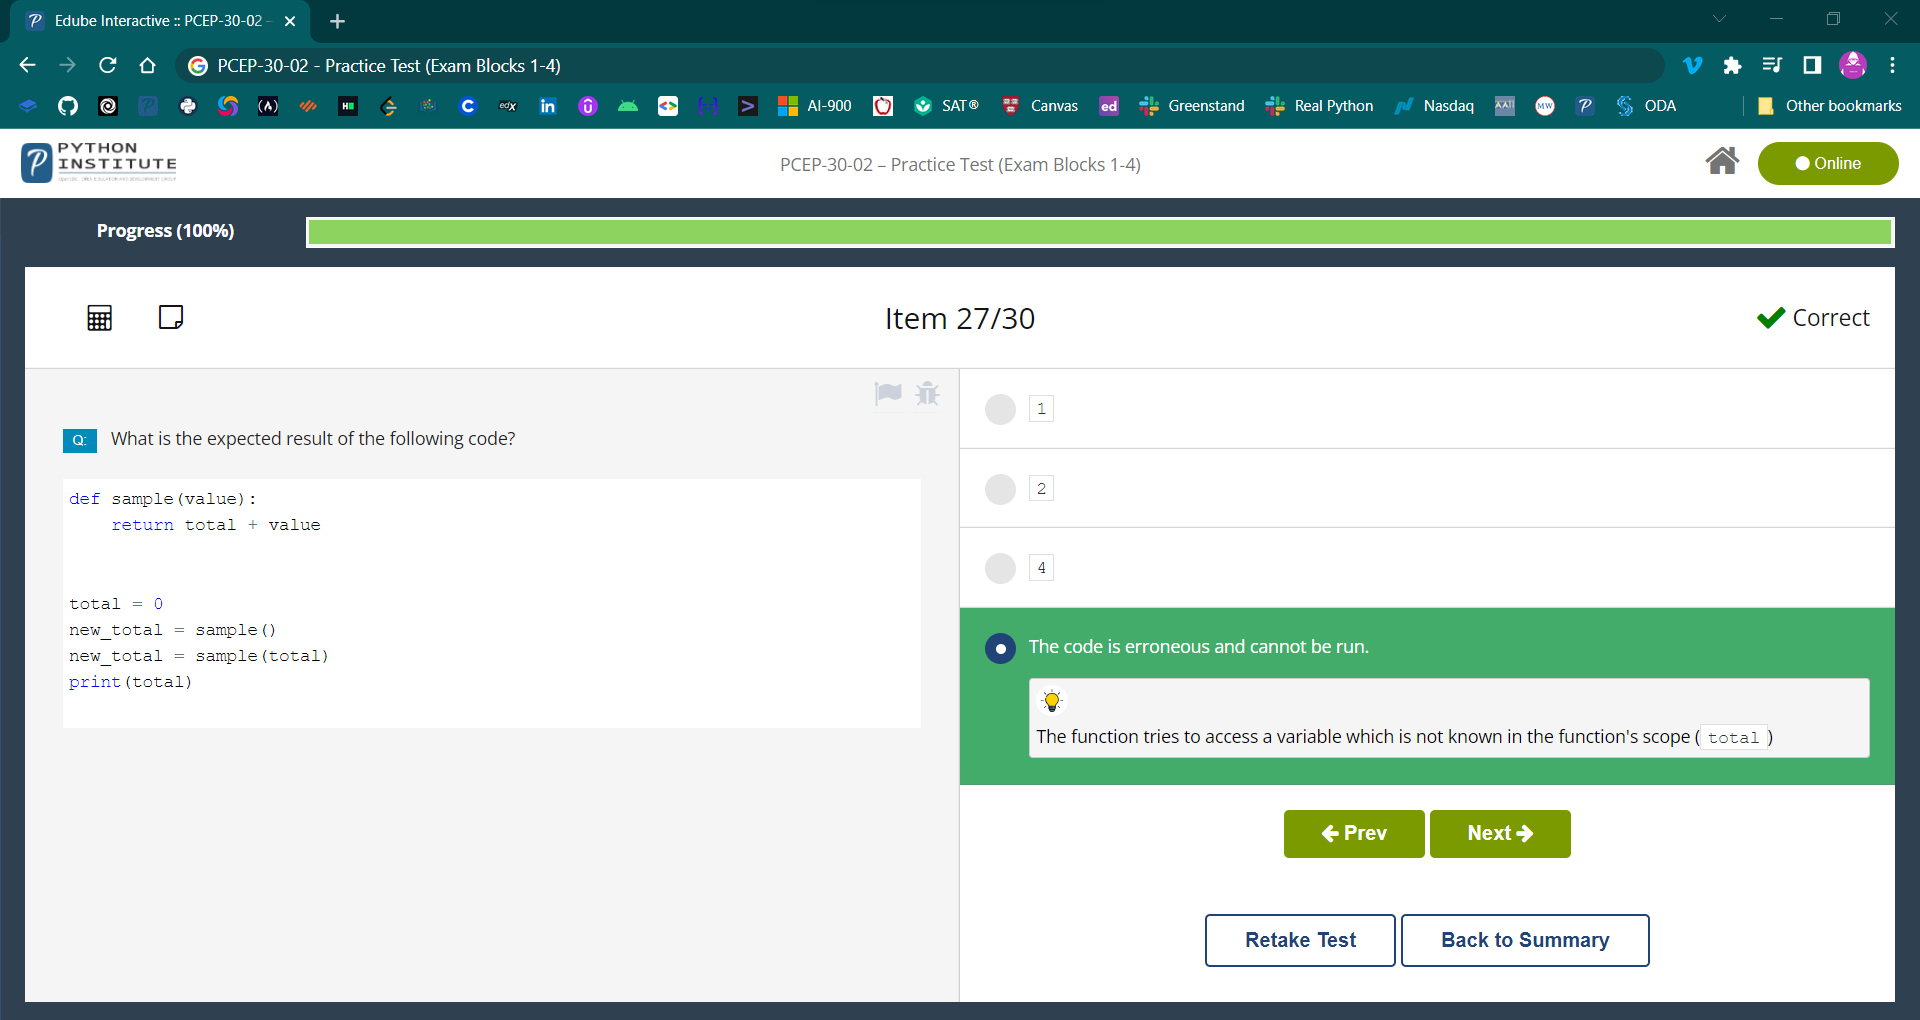 Edube Interactive :: PCEP-30-02 -
PCEP-30-02 - Practice Test (Exam Blocks 1-4)
AI-900
SAT®
Canvas
ed
Greenstand
Real Python
Nasdaq
MW
ODA
Other bookmarks
PYTHON
INSTITUTE
PCEP-30-02 – Practice Test (Exam Blocks 1-4)
Online
Progress (100%)
Item 27/30
Correct
Q:
What is the expected result of the following code?
def sample(value):
    return total + value
total = 0
new_total = sample()
new_total = sample(total)
print(total)
1
2
4
The code is erroneous and cannot be run.
The function tries to access a variable which is not known in the function's scope ( total )
Prev
Next
Retake Test
Back to Summary